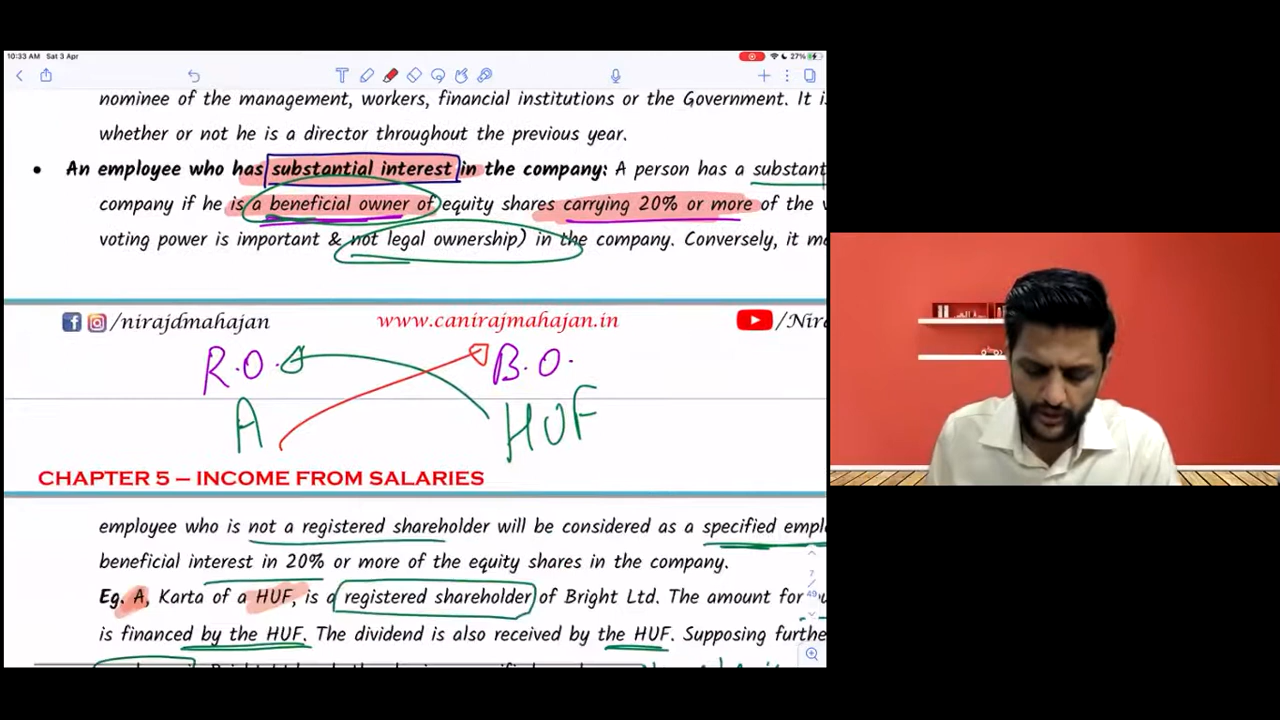 10:33 AM Sat 3 Apr
27%
nominee of the management, workers, financial institutions or the Government. It is
whether or not he is a director throughout the previous year.
• An employee who has substantial interest in the company: A person has a substant
company if he is a beneficial owner of equity shares carrying 20% or more of the v
voting power is important & not legal ownership) in the company. Conversely, it ma
/nirajdmahajan www.canirajmahajan.in /Nira
R.O. B.O.
A HUF
CHAPTER 5 – INCOME FROM SALARIES
employee who is not a registered shareholder will be considered as a specified empl
beneficial interest in 20% or more of the equity shares in the company.
Eg. A, Karta of a HUF, is a registered shareholder of Bright Ltd. The amount for
is financed by the HUF. The dividend is also received by the HUF. Supposing furthe
7
/
49